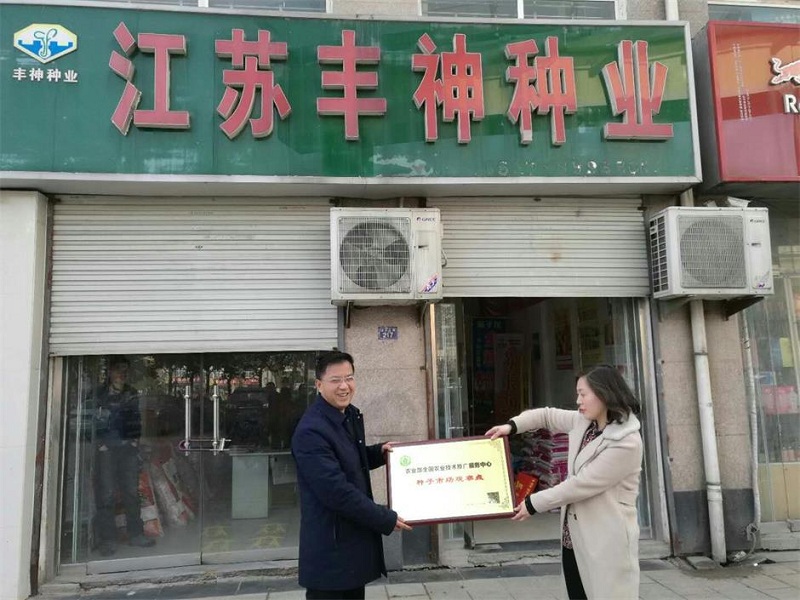 江苏丰神种业
丰神种业
R
农业部全国农业技术推广服务中心
种子市场观察点